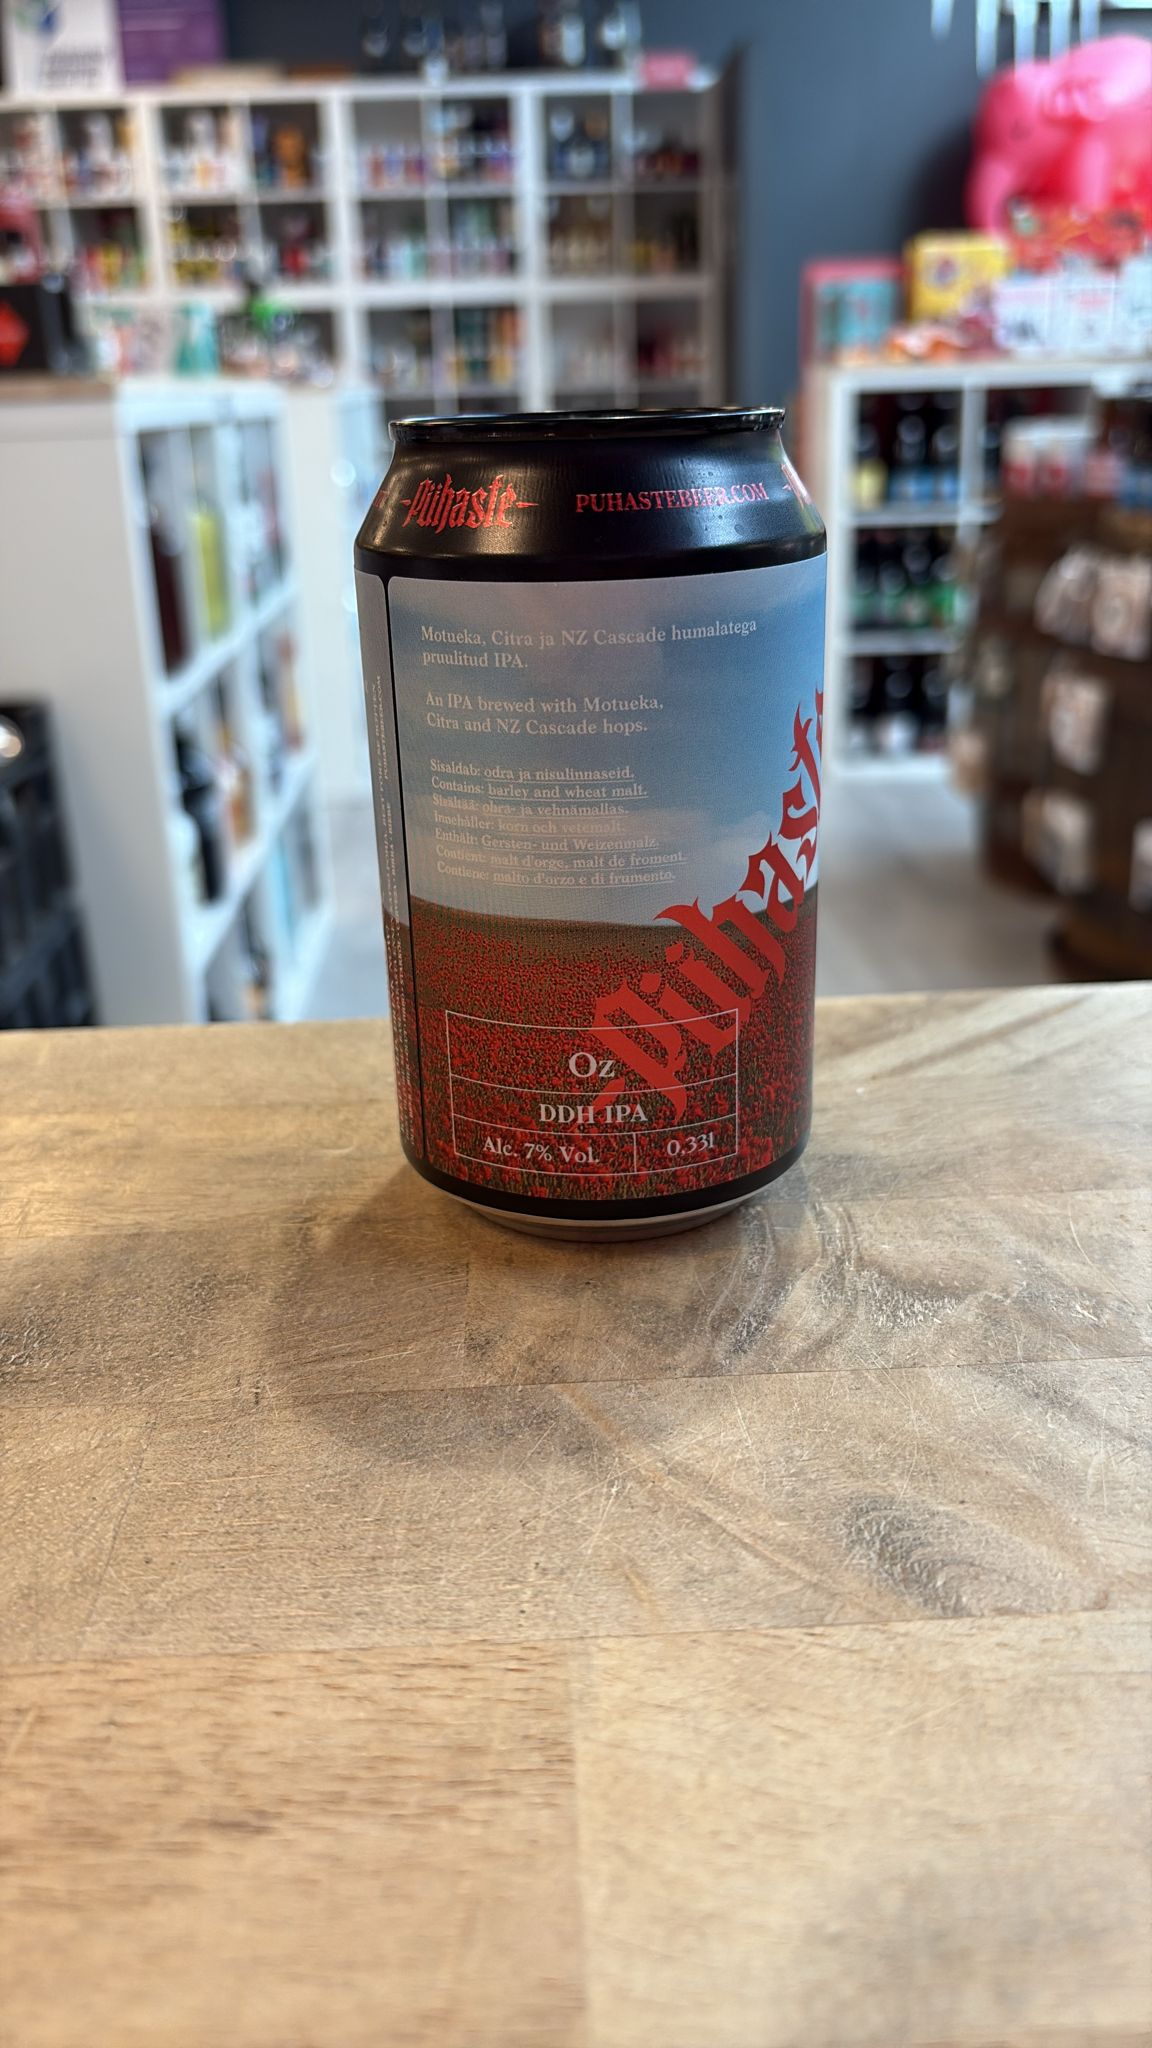 Pühaste
PUHASTEBEER.COM
Motueka, Citra ja NZ Cascade humalatega
pruulitud IPA.
An IPA brewed with Motueka,
Citra and NZ Cascade hops.
Sisaldab: odra ja nisulinnaseid.
Contains: barley and wheat malt.
Sisältää: ohra- ja vehnämallas.
Innehåller: korn och vetemalt.
Enthält: Gersten- und Weizenmalz.
Contient: malt d'orge, malt de froment.
Contiene: malto d'orzo e di frumento.
Pühaste
Oz
DDH IPA
Alc. 7% Vol.
0,33l